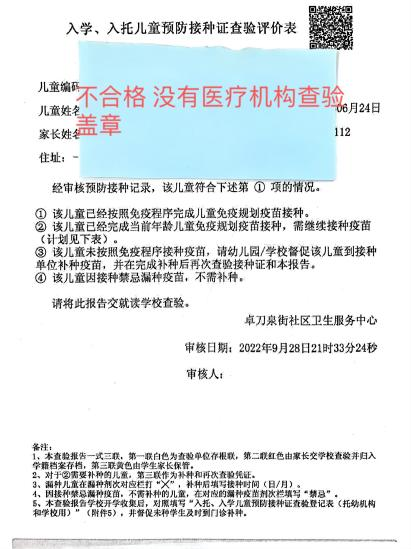 入学、入托儿童预防接种证查验评价表
儿童编码
儿童姓名
06月24日
家长姓名
112
住址：
不合格 没有医疗机构查验
盖章
经审核预防接种记录，该儿童符合下述第 ① 项的情况。
① 该儿童已经按照免疫程序完成儿童免疫规划疫苗接种。
② 该儿童已完成当前年龄儿童免疫规划疫苗接种，需继续接种疫苗
（计划见下表）。
③ 该儿童未按照免疫程序接种疫苗，请幼儿园/学校督促该儿童到接种
单位补种疫苗，并在完成补种后再次查验接种证和本报告。
④ 该儿童因接种禁忌漏种疫苗，不需补种。
请将此报告交就读学校查验。
卓刀泉街社区卫生服务中心
审核日期：2022年9月28日21时33分24秒
审核人：
备注：
1、本查验报告一式三联，第一联白色为查验单位存根联，第二联红色由家长交学校查验并归入
学籍档案存档，第三联黄色由学生家长保管。
2、对于②需要补种的儿童，第三联作为补种和再次查验凭证。
3、漏种儿童在漏种剂次对应栏打“╳”，补种后填写接种时间（日/月）。
4、因接种禁忌漏种疫苗，不需补种的儿童，在对应的漏种疫苗剂次栏填写“禁忌”。
5、本查验报告学校开学收集后，对照填写“入托、入学儿童预防接种证查验登记表（托幼机构
和学校用）”（附件5），并督促未种学生及时到门诊补种。